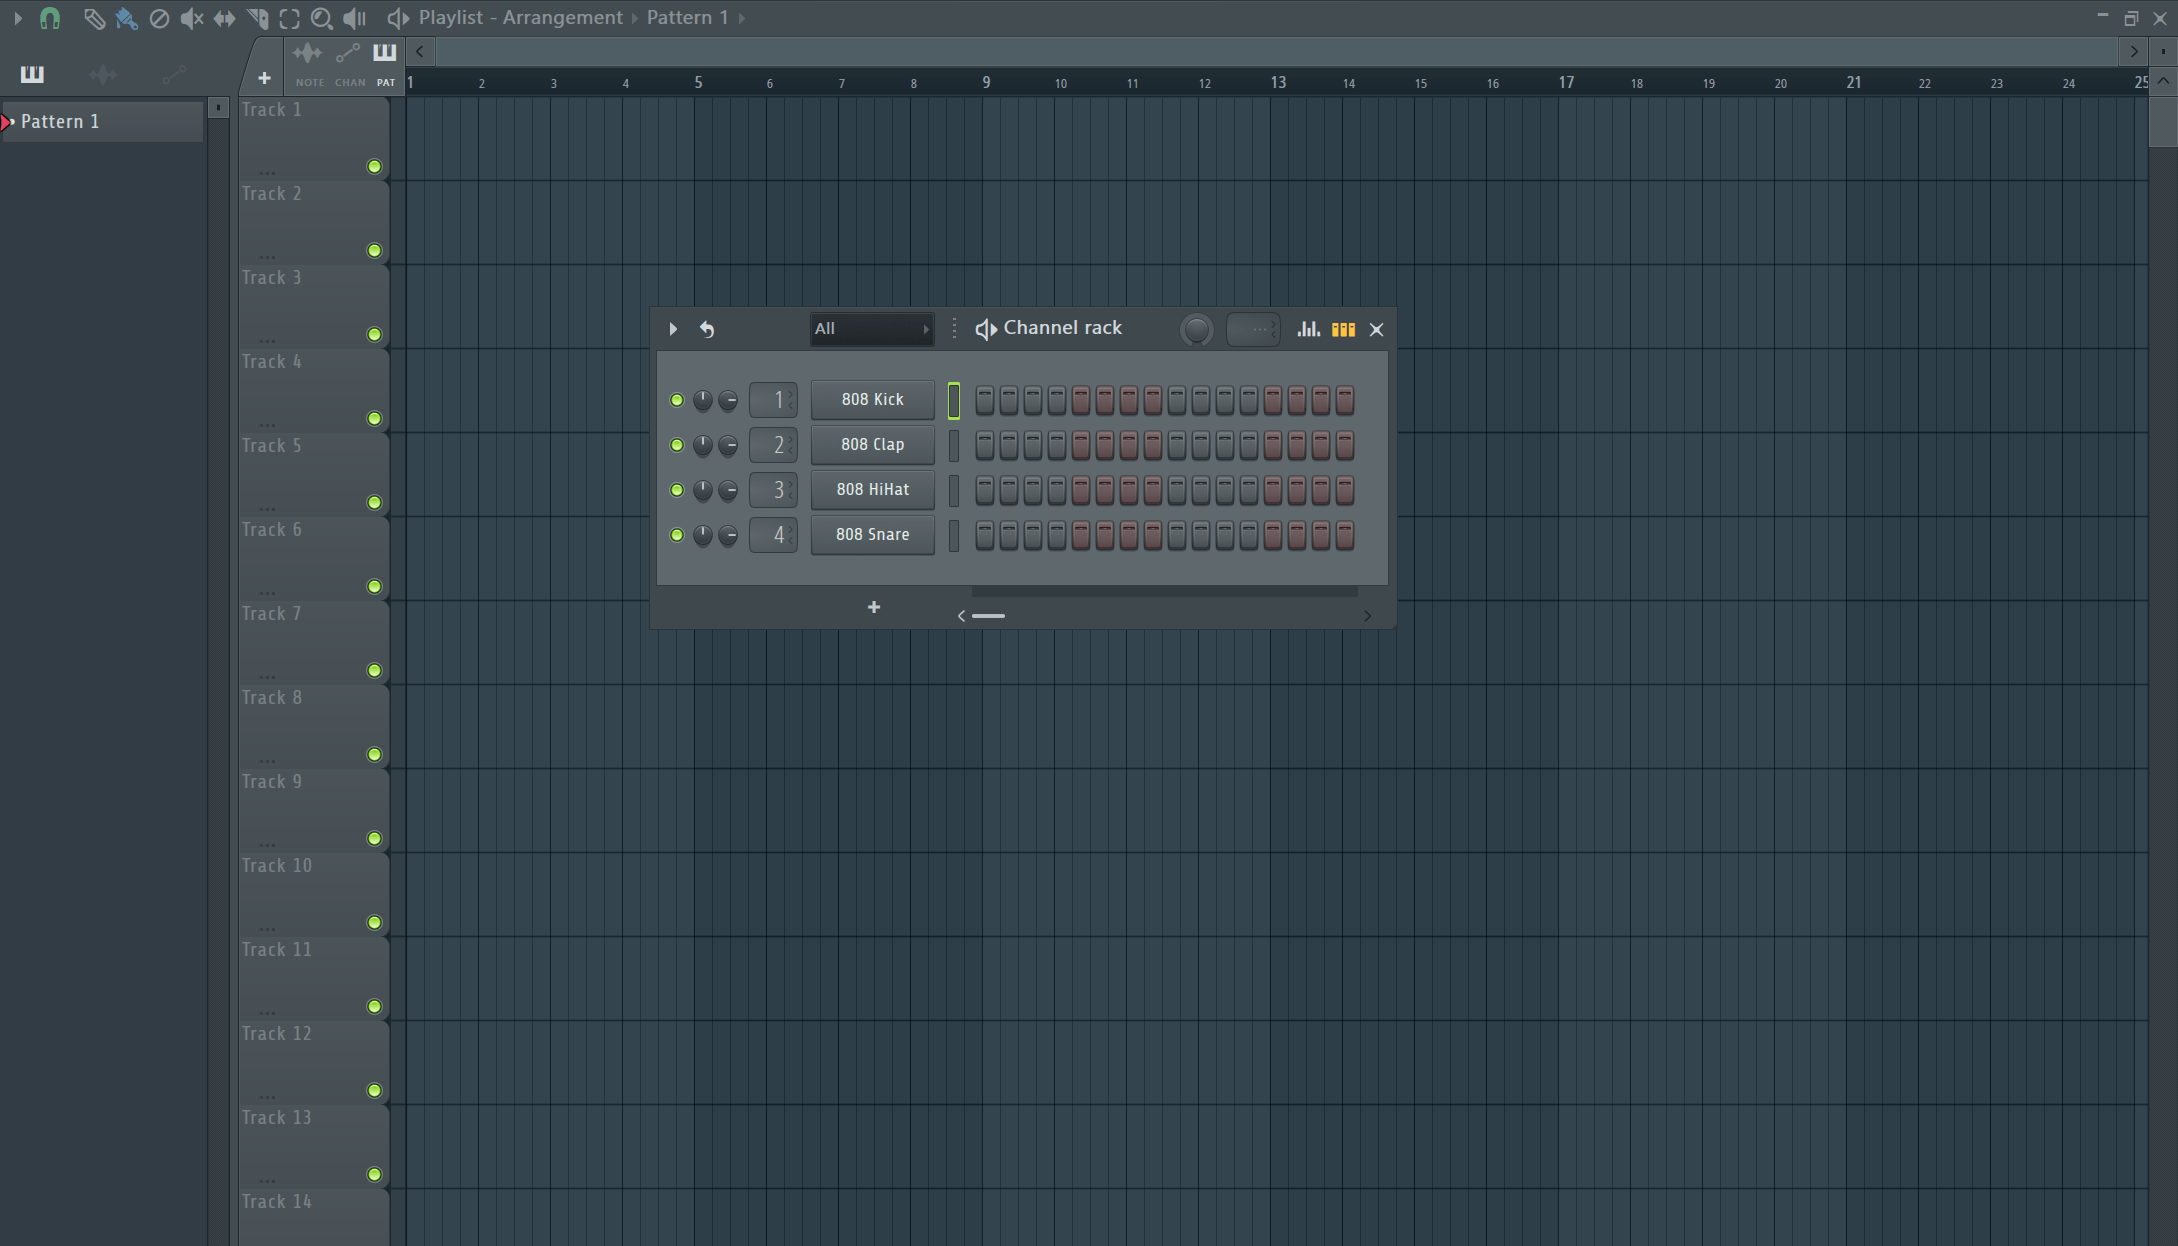 Playlist - Arrangement Pattern 1
NOTE CHAN PAT
1 2 3 4 5 6 7 8 9 10 11 12 13 14 15 16 17 18 19 20 21 22 23 24 25
Pattern 1
Track 1
Track 2
Track 3
Track 4
Track 5
Track 6
Track 7
Track 8
Track 9
Track 10
Track 11
Track 12
Track 13
Track 14
All Channel rack
1 808 Kick
2 808 Clap
3 808 HiHat
4 808 Snare